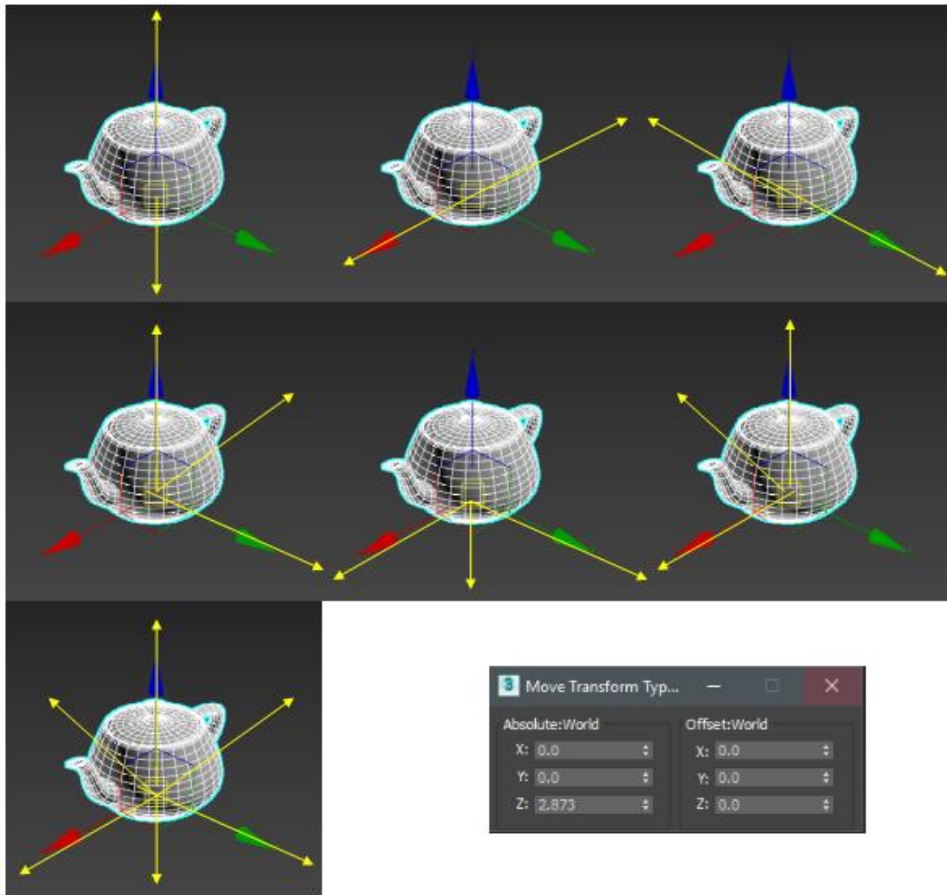 3 Move Transform Typ...
Absolute:World Offset:World
X: 0.0 X: 0.0
Y: 0.0 Y: 0.0
Z: 2.873 Z: 0.0